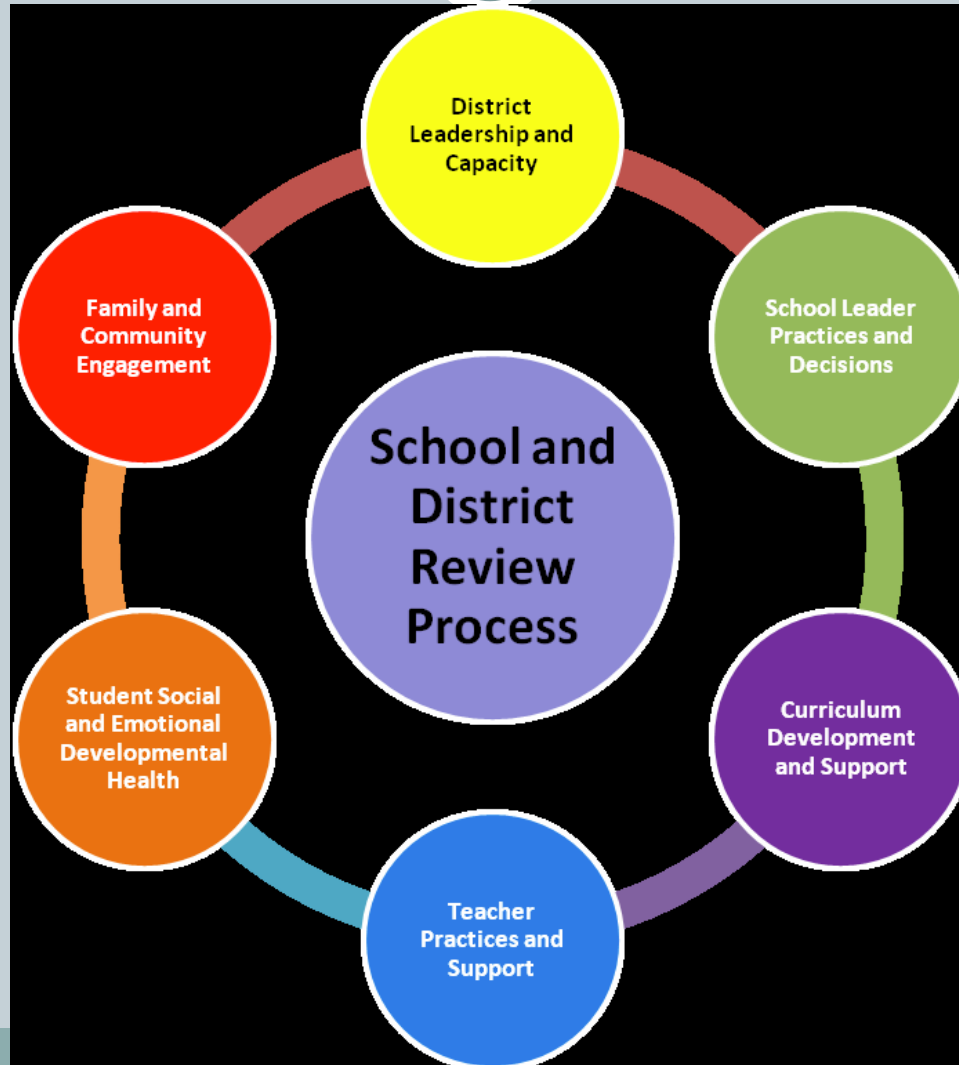 District
Leadership and
Capacity
School Leader
Practices and
Decisions
Curriculum
Development
and Support
Teacher
Practices and
Support
Student Social
and Emotional
Developmental
Health
Family and
Community
Engagement
School and
District
Review
Process